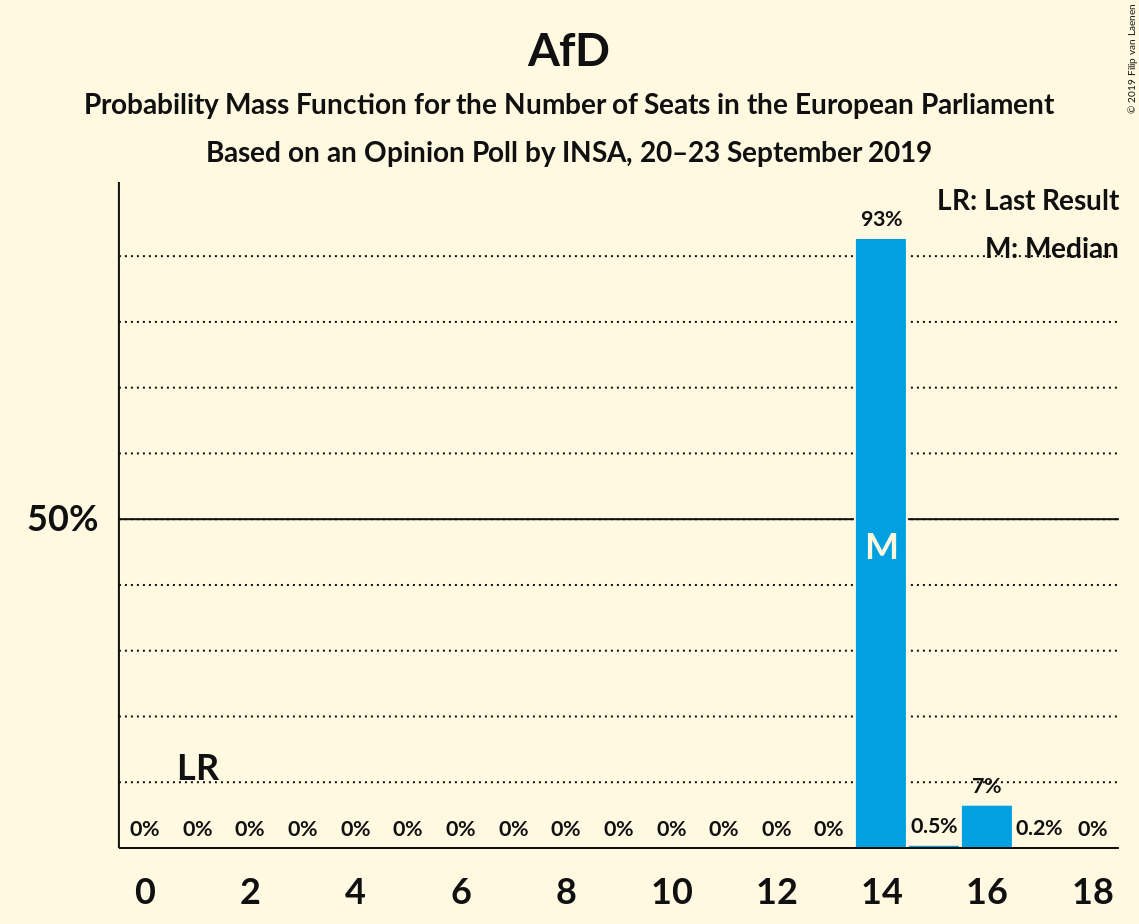 AfD
Probability Mass Function for the Number of Seats in the European Parliament
Based on an Opinion Poll by INSA, 20–23 September 2019
© 2019 Filip van Laenen
LR: Last Result
M: Median
93%
50%
M
LR
7%
0% 0% 0% 0% 0% 0% 0% 0% 0% 0% 0% 0% 0% 0% 0.5% 0.2% 0%
0 2 4 6 8 10 12 14 16 18